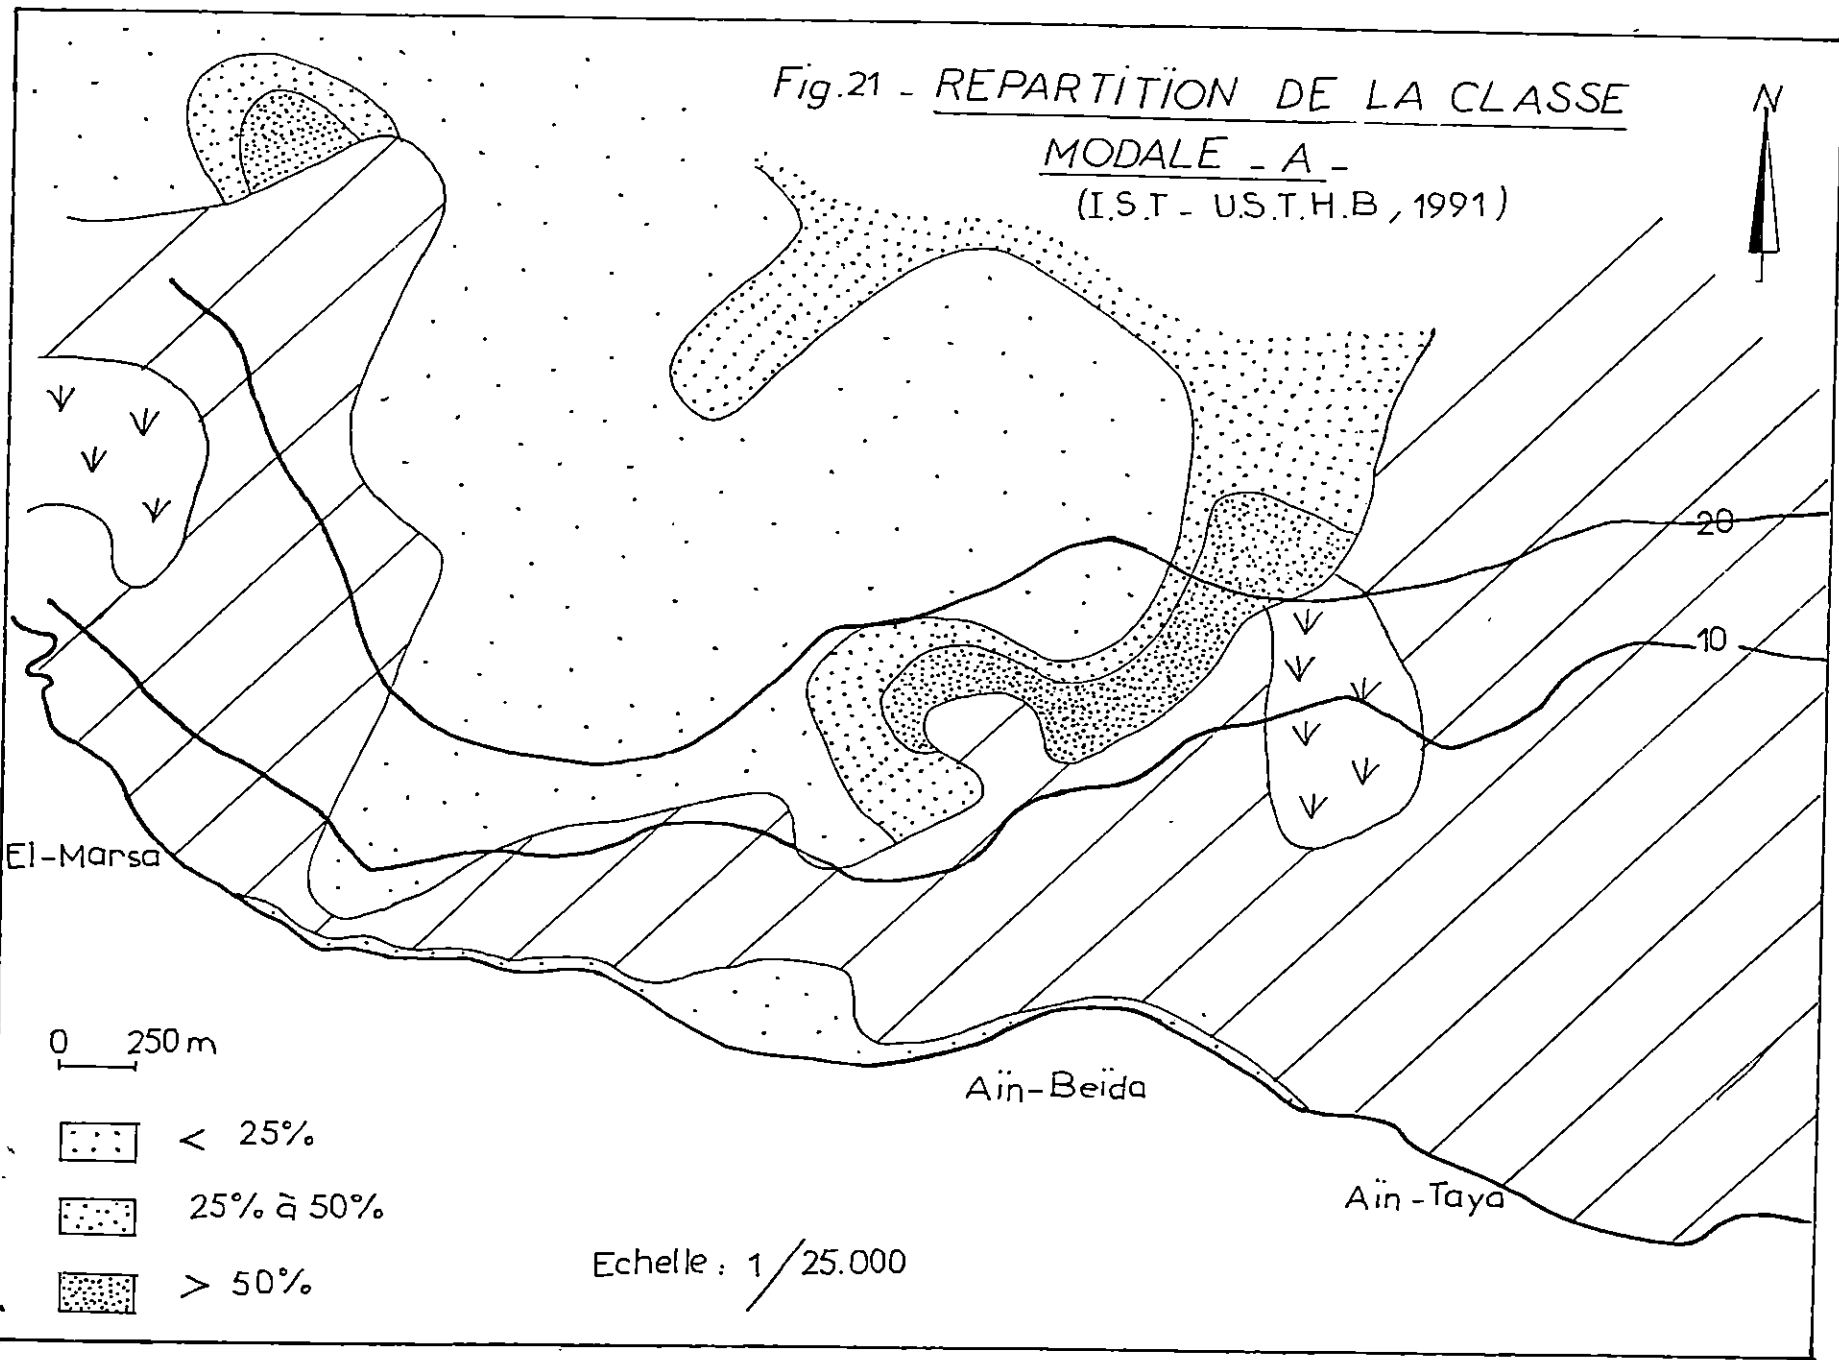 Fig.21 - REPARTITION DE LA CLASSE
MODALE - A -
(I.S.T - U.S.T.H.B, 1991)
N
20
10
El-Marsa
0 250 m
Aïn-Beïda
< 25%
Aïn-Taya
25% à 50%
Echelle : 1/25.000
> 50%